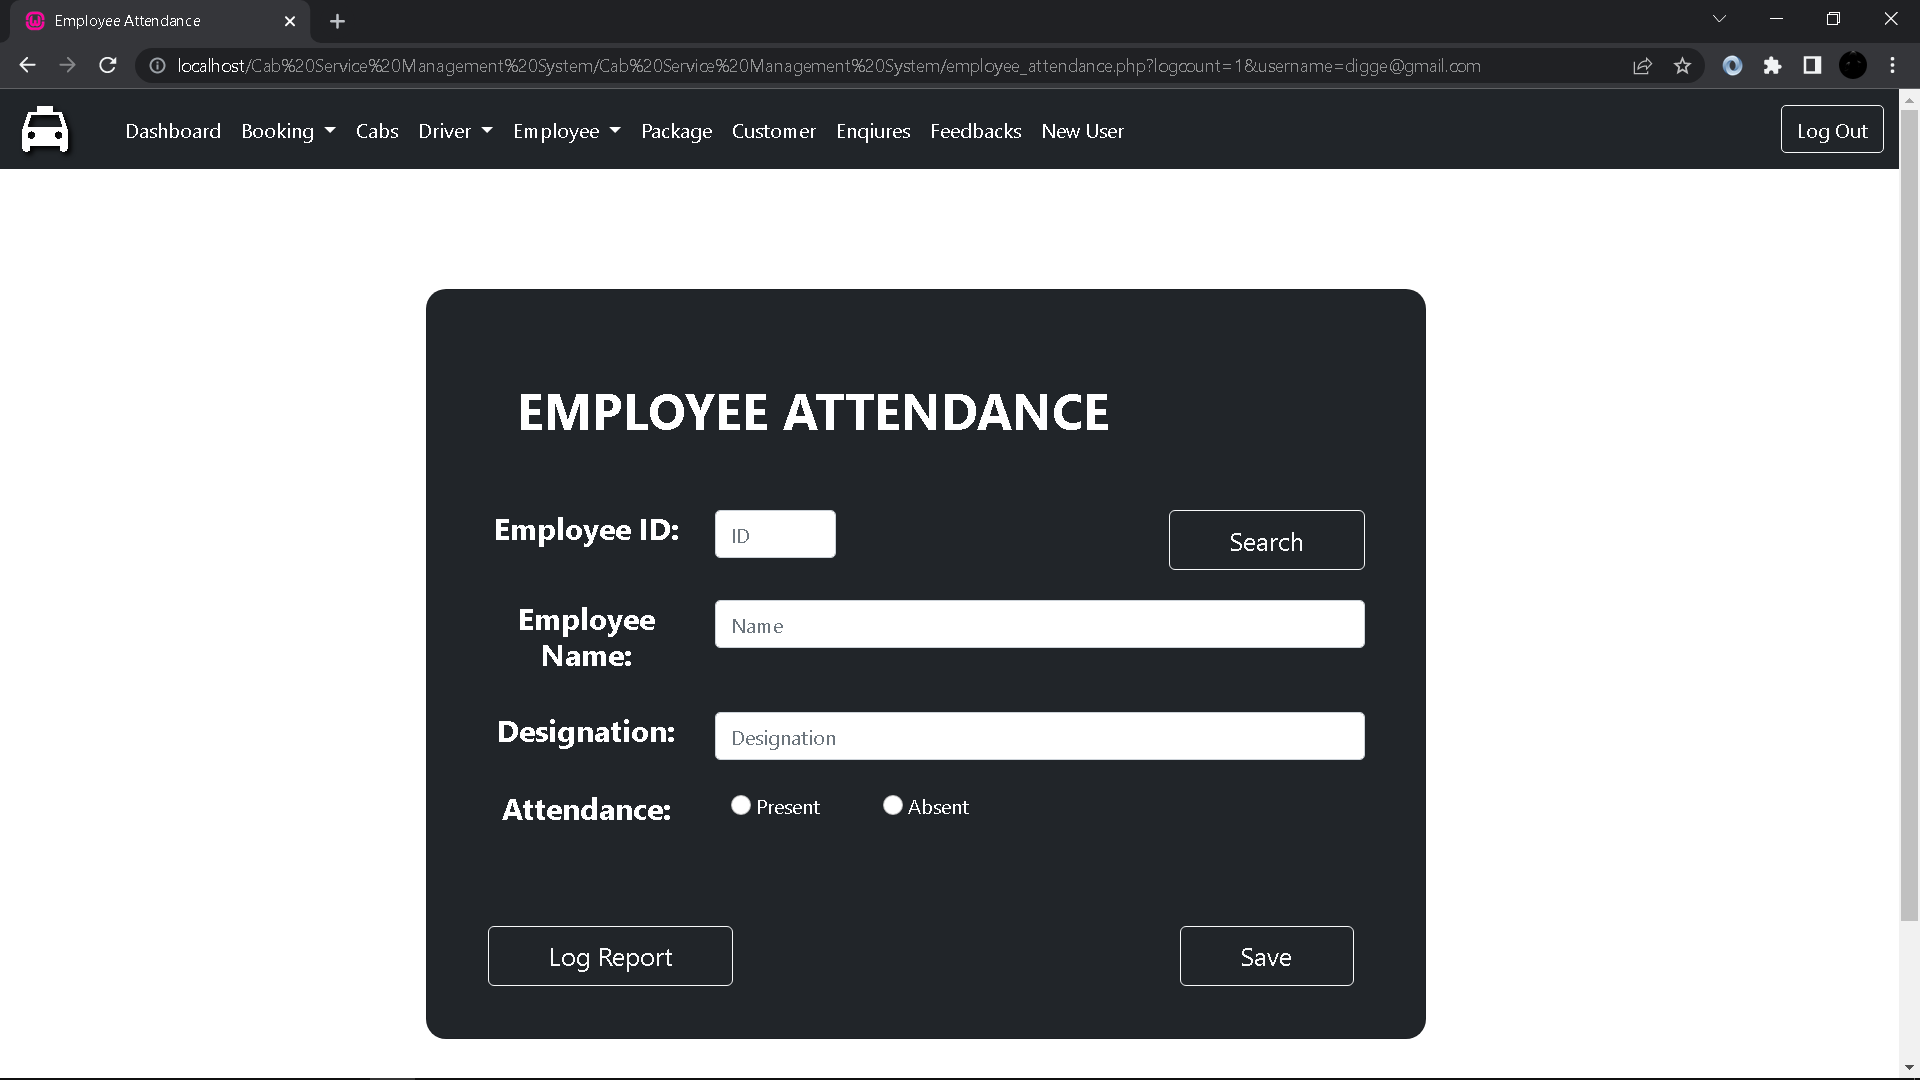 Employee Attendance
localhost/Cab%20Service%20Management%20System/Cab%20Service%20Management%20System/employee_attendance.php?logcount=1&username=digge@gmail.com
Dashboard Booking Cabs Driver Employee Package Customer Enqiures Feedbacks New User Log Out
EMPLOYEE ATTENDANCE
Employee ID: ID Search
Employee Name: Name
Designation: Designation
Attendance: Present Absent
Log Report Save